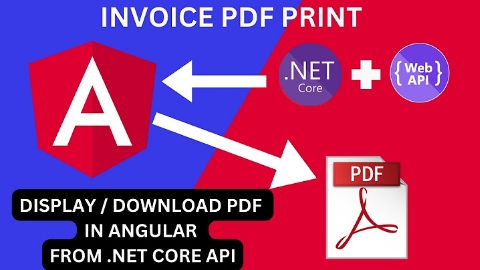 INVOICE PDF PRINT
A
.NET
Core
{ Web
API }
PDF
DISPLAY / DOWNLOAD PDF
IN ANGULAR
FROM .NET CORE API